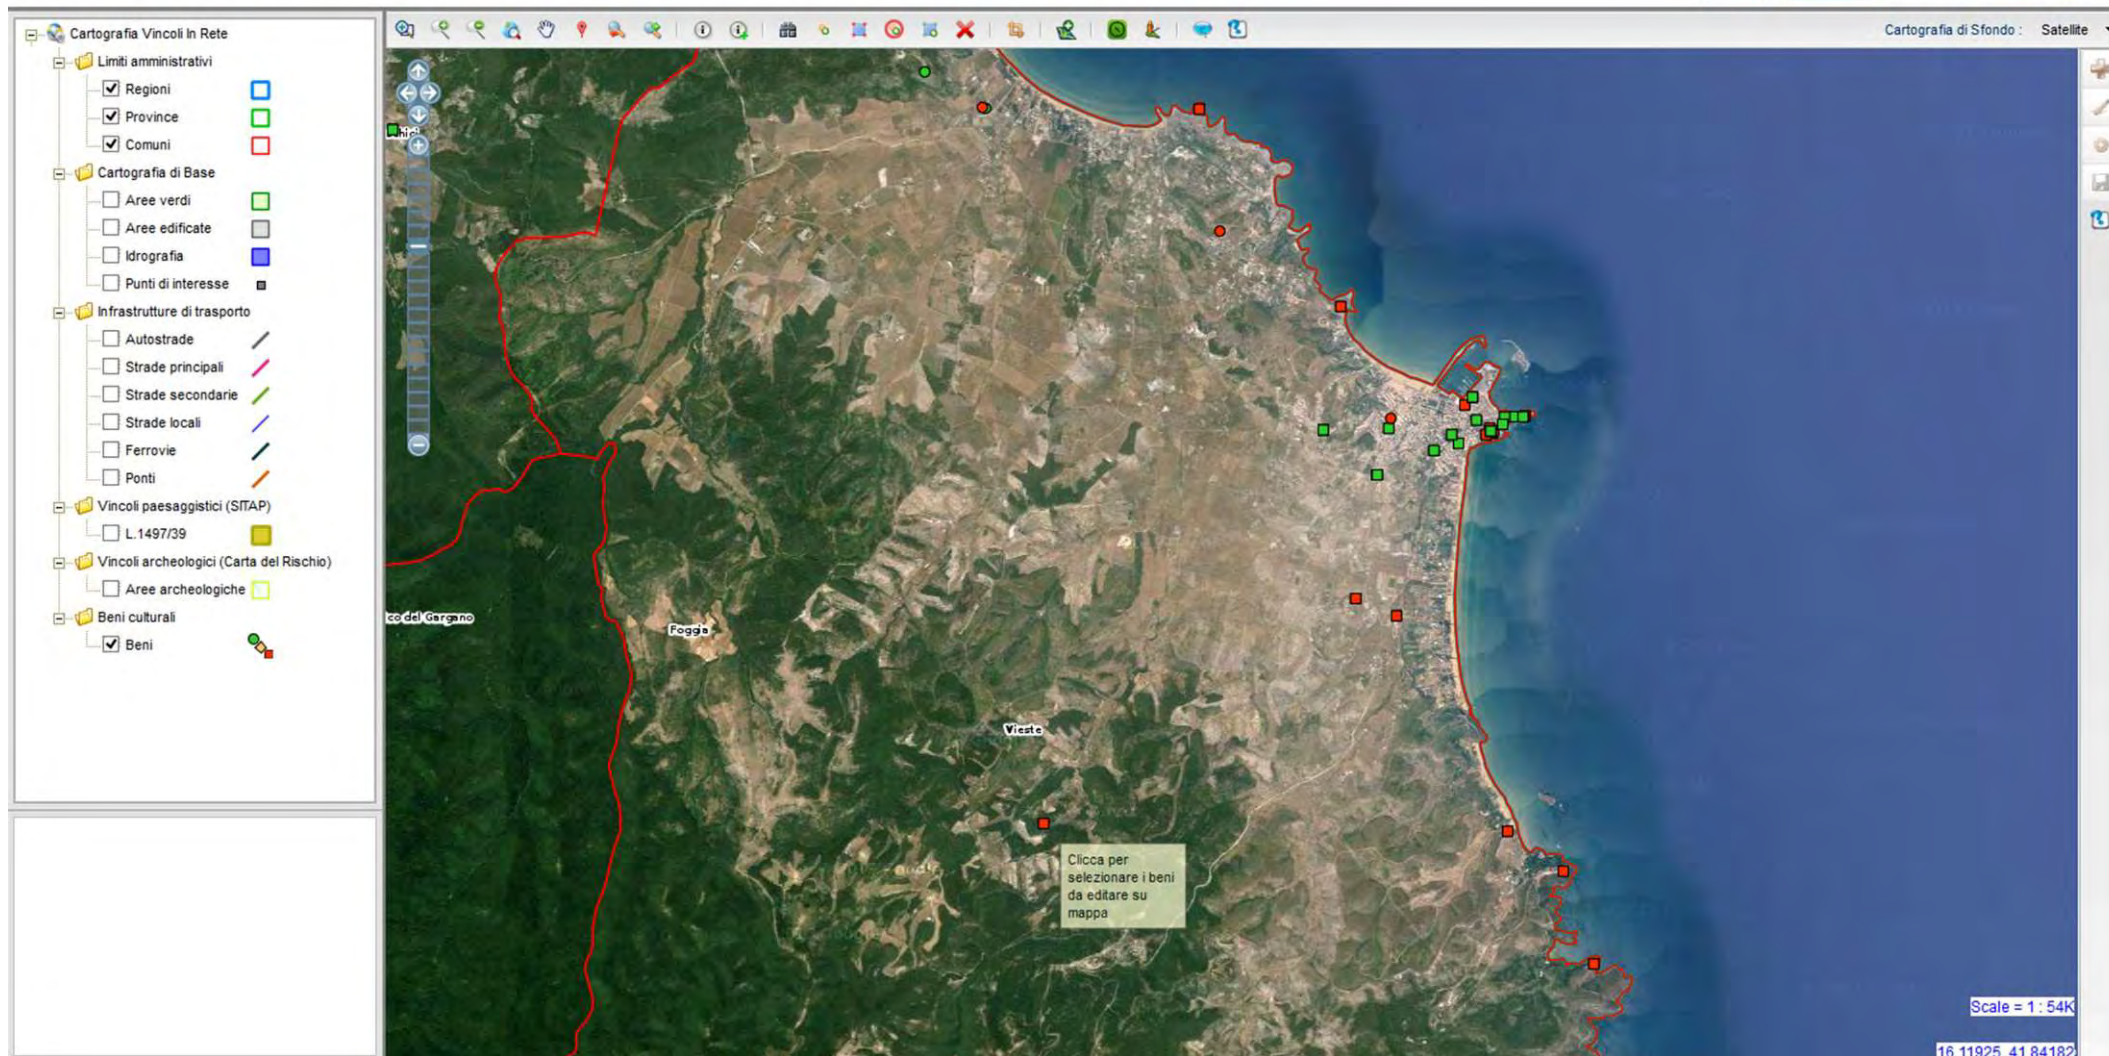 Cartografia Vincoli In Rete
Limiti amministrativi
Regioni
Province
Comuni
Cartografia di Base
Aree verdi
Aree edificate
Idrografia
Punti di interesse
Infrastrutture di trasporto
Autostrade
Strade principali
Strade secondarie
Strade locali
Ferrovie
Ponti
Vincoli paesaggistici (SITAP)
L.1497/39
Vincoli archeologici (Carta del Rischio)
Aree archeologiche
Beni culturali
Beni
Cartografia di Sfondo :
Satellite
co del Gargano
Foggia
Vieste
Clicca per
selezionare i beni
da editare su
mappa
Scale = 1 : 54K
16.11925, 41.84182